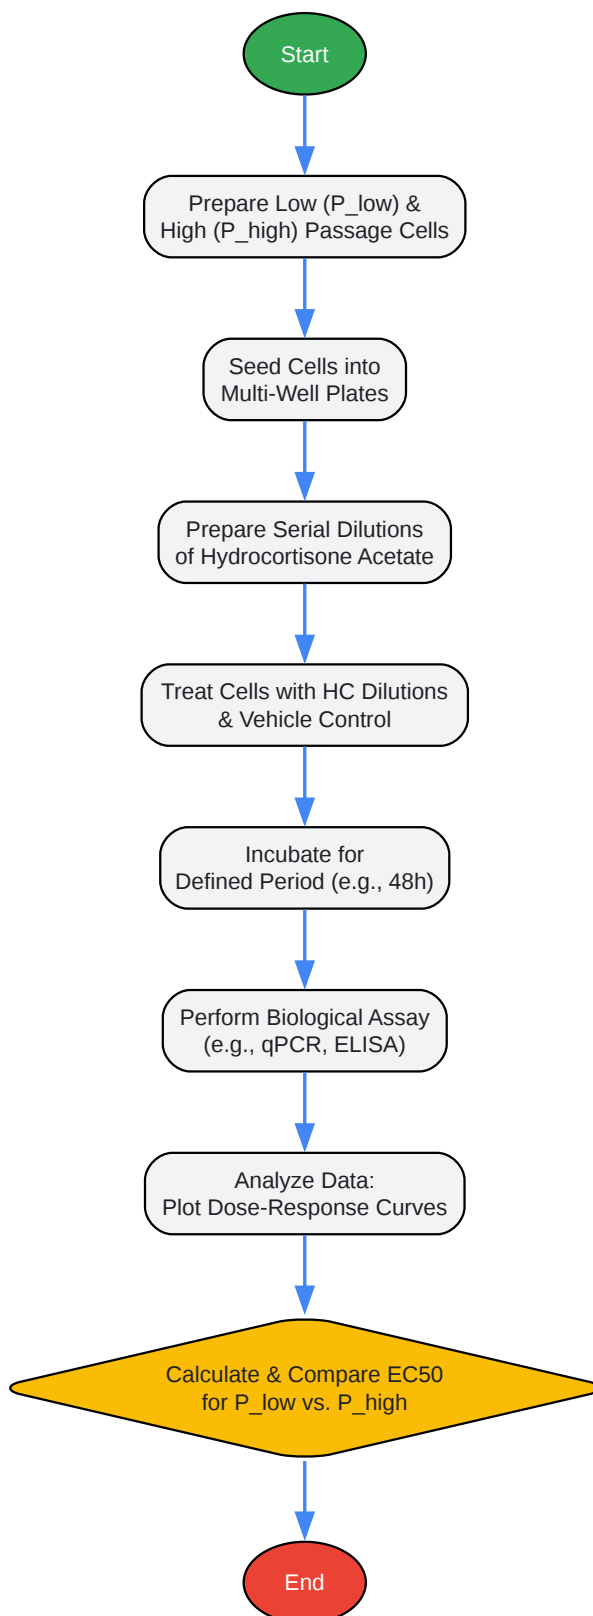 Start
Prepare Low (P_low) &
High (P_high) Passage Cells
Seed Cells into
Multi-Well Plates
Prepare Serial Dilutions
of Hydrocortisone Acetate
Treat Cells with HC Dilutions
& Vehicle Control
Incubate for
Defined Period (e.g., 48h)
Perform Biological Assay
(e.g., qPCR, ELISA)
Analyze Data:
Plot Dose-Response Curves
Calculate & Compare EC50
for P_low vs. P_high
End